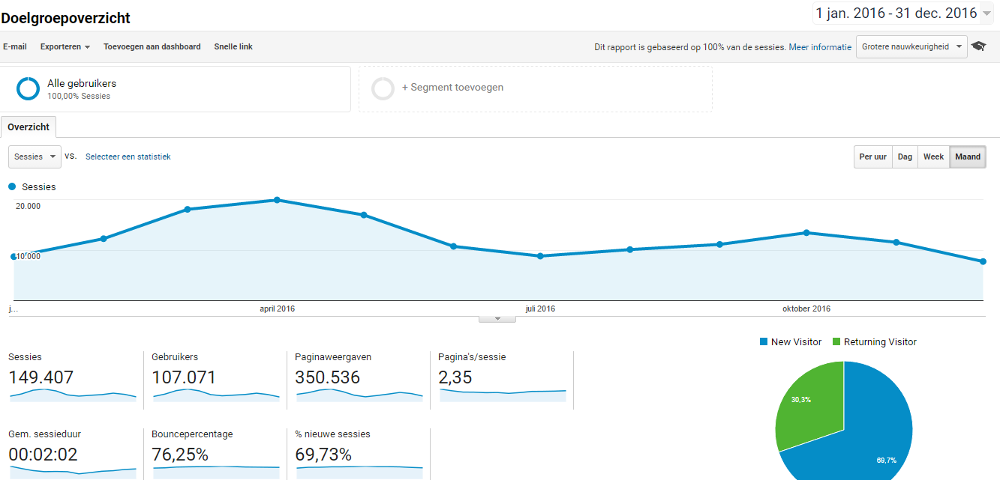 Doelgroepoverzicht
1 jan. 2016 - 31 dec. 2016
E-mail Exporteren Toevoegen aan dashboard Snelle link
Dit rapport is gebaseerd op 100% van de sessies. Meer informatie Grotere nauwkeurigheid
Alle gebruikers
100,00% Sessies
+ Segment toevoegen
Overzicht
Sessies vs. Selecteer een statistiek
Per uur Dag Week Maand
Sessies
20.000
10.000
j... april 2016 juli 2016 oktober 2016
New Visitor Returning Visitor
Sessies Gebruikers Paginaweergaven Pagina's/sessie
149.407 107.071 350.536 2,35
30,3%
Gem. sessieduur Bouncepercentage % nieuwe sessies
00:02:02 76,25% 69,73%
69,7%